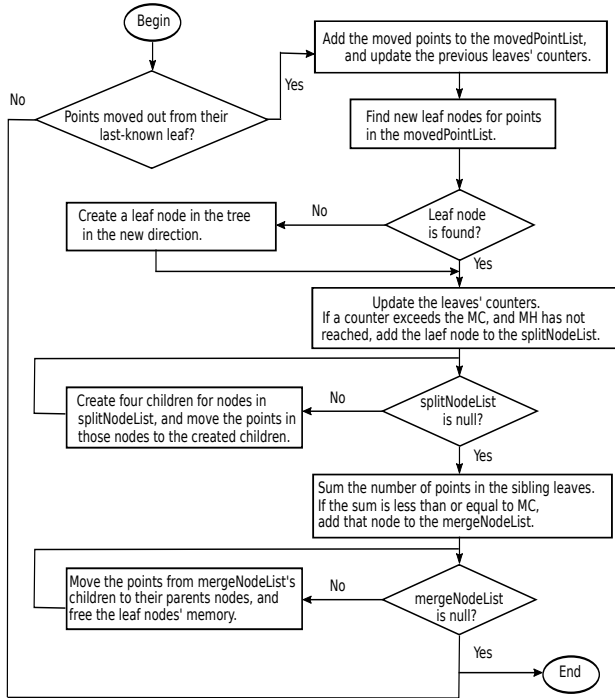 Begin
Add the moved points to the movedPointList,
and update the previous leaves' counters.
No
Yes
Points moved out from their
last-known leaf?
Find new leaf nodes for points
in the movedPointList.
Create a leaf node in the tree
in the new direction.
No
Leaf node
is found?
Yes
Update the leaves' counters.
If a counter exceeds the MC, and MH has not
reached, add the laef node to the splitNodeList.
Create four children for nodes in
splitNodeList, and move the points in
those nodes to the created children.
No
splitNodeList
is null?
Yes
Sum the number of points in the sibling leaves.
If the sum is less than or equal to MC,
add that node to the mergeNodeList.
Move the points from mergeNodeList's
children to their parents nodes, and
free the leaf nodes' memory.
No
mergeNodeList
is null?
Yes
End